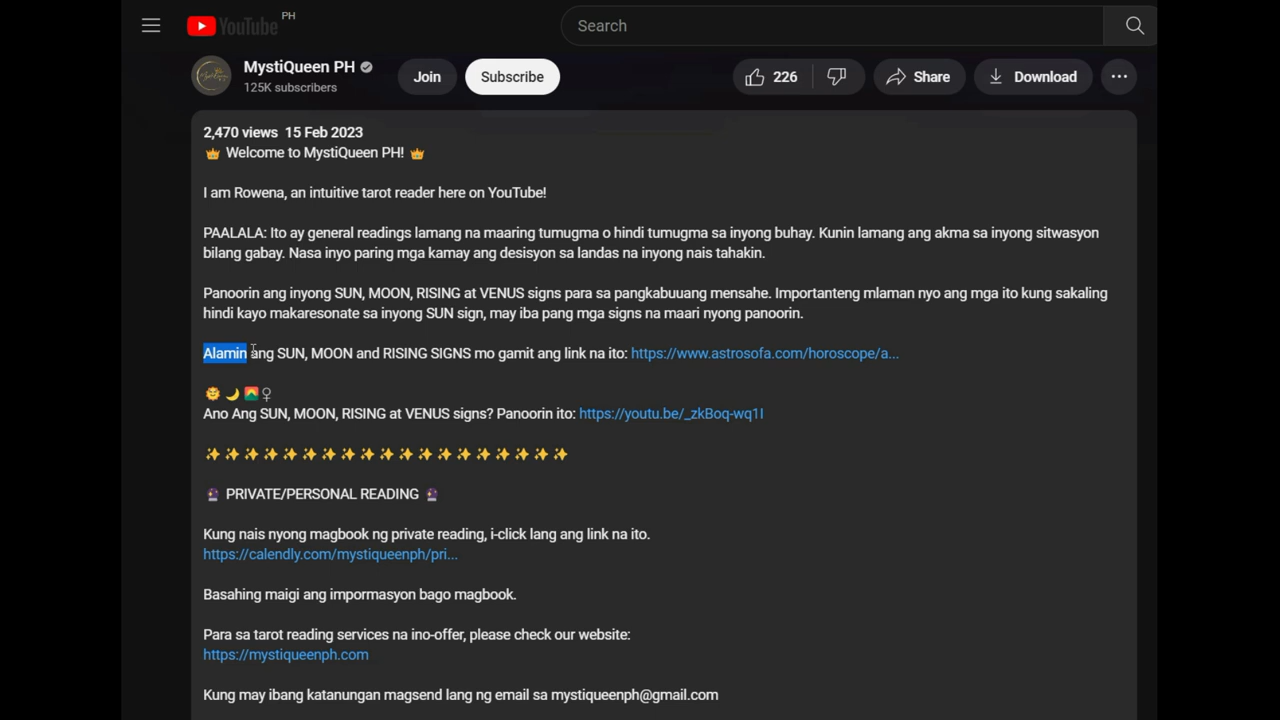 YouTube PH
Search
MystiQueen PH
125K subscribers
Join
Subscribe
226
Share
Download
2,470 views 15 Feb 2023
👑 Welcome to MystiQueen PH! 👑
I am Rowena, an intuitive tarot reader here on YouTube!
PAALALA: Ito ay general readings lamang na maaring tumugma o hindi tumugma sa inyong buhay. Kunin lamang ang akma sa inyong sitwasyon
bilang gabay. Nasa inyo paring mga kamay ang desisyon sa landas na inyong nais tahakin.
Panoorin ang inyong SUN, MOON, RISING at VENUS signs para sa pangkabuuang mensahe. Importanteng mlaman nyo ang mga ito kung sakaling
hindi kayo makaresonate sa inyong SUN sign, may iba pang mga signs na maari nyong panoorin.
Alamin ang SUN, MOON and RISING SIGNS mo gamit ang link na ito: https://www.astrosofa.com/horoscope/a...
🌞 🌙 🌄♀
Ano Ang SUN, MOON, RISING at VENUS signs? Panoorin ito: https://youtu.be/_zkBoq-wq1I
✨ ✨ ✨ ✨ ✨ ✨ ✨ ✨ ✨ ✨ ✨ ✨ ✨ ✨ ✨ ✨ ✨ ✨ ✨
🔮 PRIVATE/PERSONAL READING 🔮
Kung nais nyong magbook ng private reading, i-click lang ang link na ito.
https://calendly.com/mystiqueenph/pri...
Basahing maigi ang impormasyon bago magbook.
Para sa tarot reading services na ino-offer, please check our website:
https://mystiqueenph.com
Kung may ibang katanungan magsend lang ng email sa mystiqueenph@gmail.com